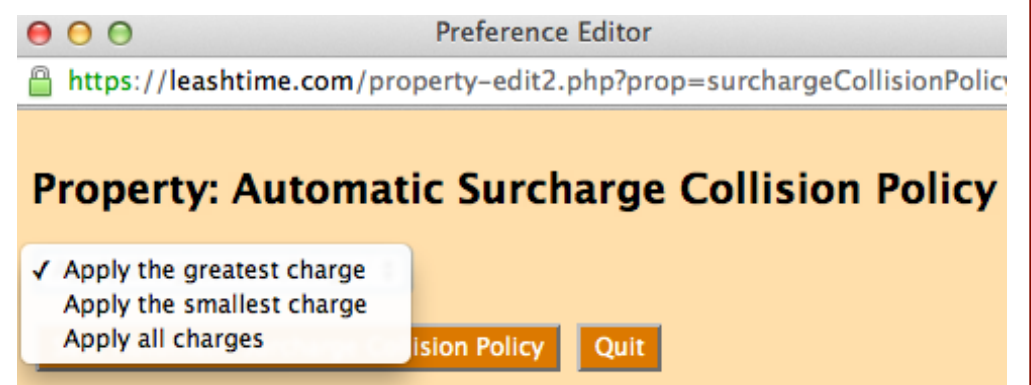 Preference Editor
https://leashtime.com/property-edit2.php?prop=surchargeCollisionPolicy
Property: Automatic Surcharge Collision Policy
✓ Apply the greatest charge
Apply the smallest charge
Apply all charges
ision Policy Quit